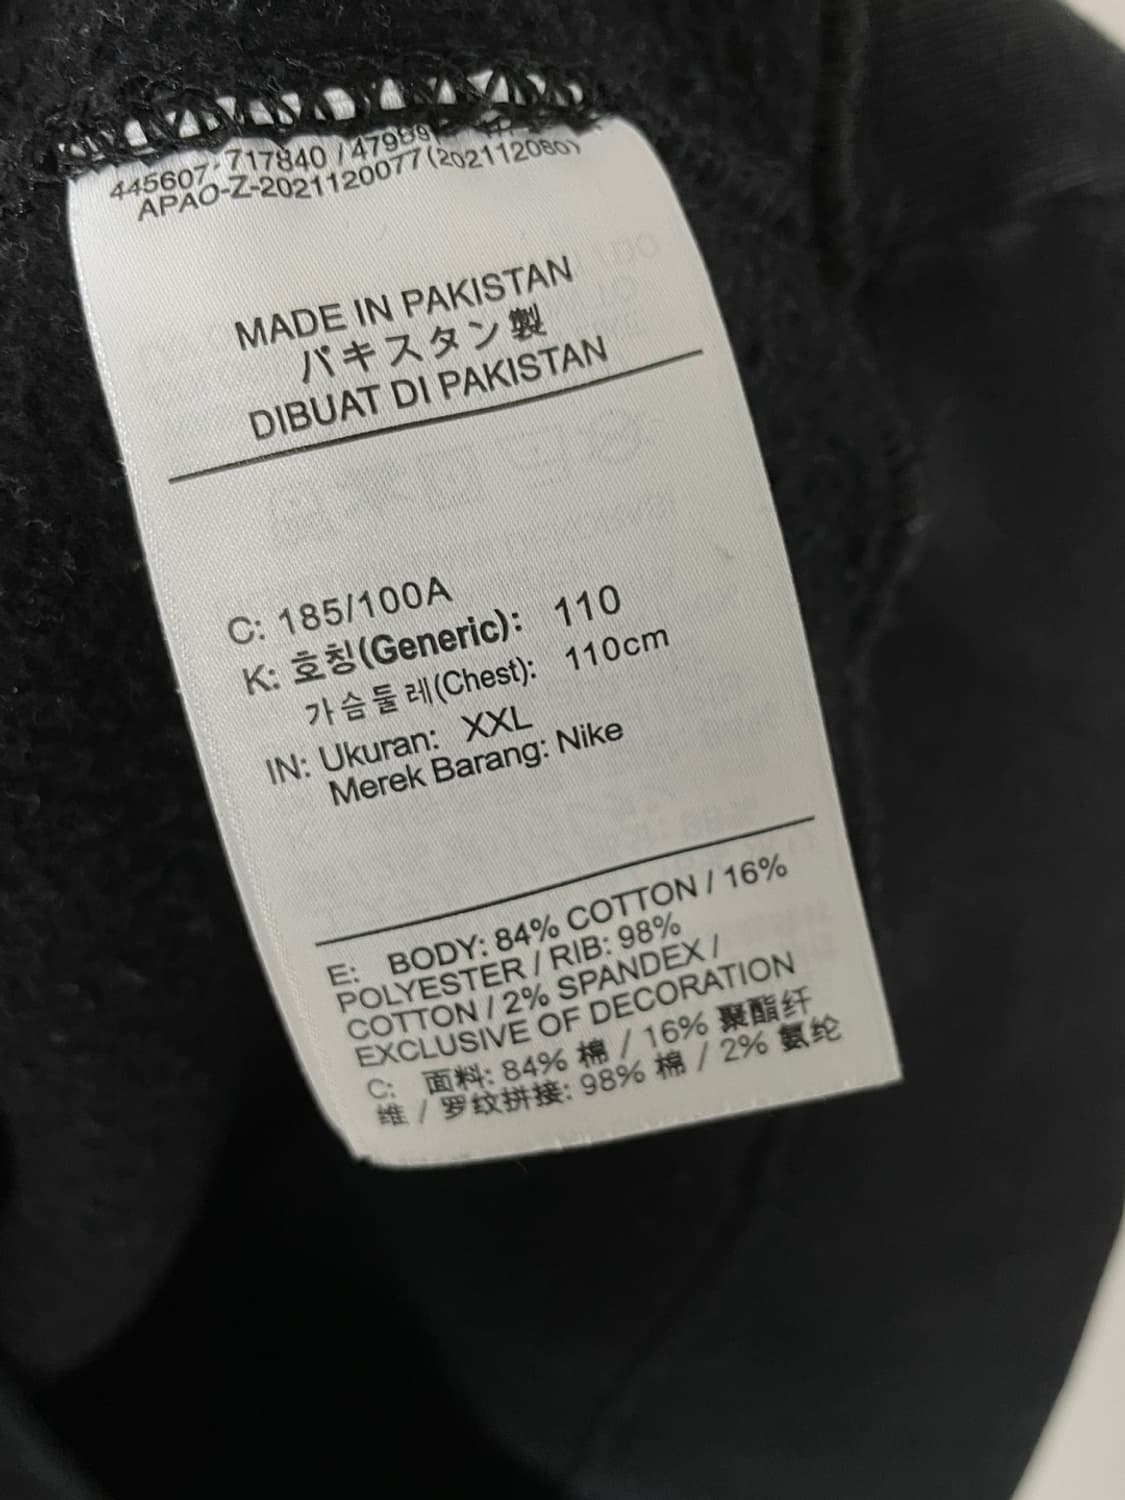 445607-717840 / 47989
APAO-Z-2021120077 (202112080)
MADE IN PAKISTAN
パキスタン製
DIBUAT DI PAKISTAN
C: 185/100A
K: 호칭(Generic): 110
가슴둘레(Chest): 110cm
IN: Ukuran: XXL
Merek Barang: Nike
E: BODY: 84% COTTON / 16%
POLYESTER / RIB: 98%
COTTON / 2% SPANDEX /
EXCLUSIVE OF DECORATION
C: 面料: 84% 棉 / 16% 聚酯纤
维 / 罗纹拼接: 98% 棉 / 2% 氨纶